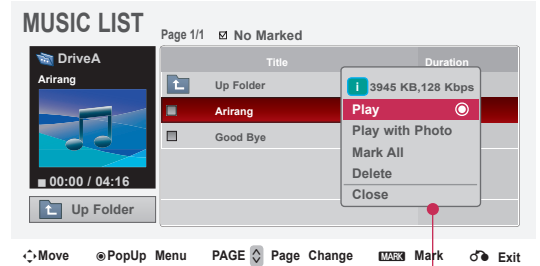 MUSIC LIST
Page 1/1 No Marked
DriveA
Arirang
00:00 / 04:16
Up Folder
Title Duration
Up Folder
Arirang
Good Bye
i 3945 KB,128 Kbps
Play
Play with Photo
Mark All
Delete
Close
Move PopUp Menu PAGE Page Change MARK Mark Exit